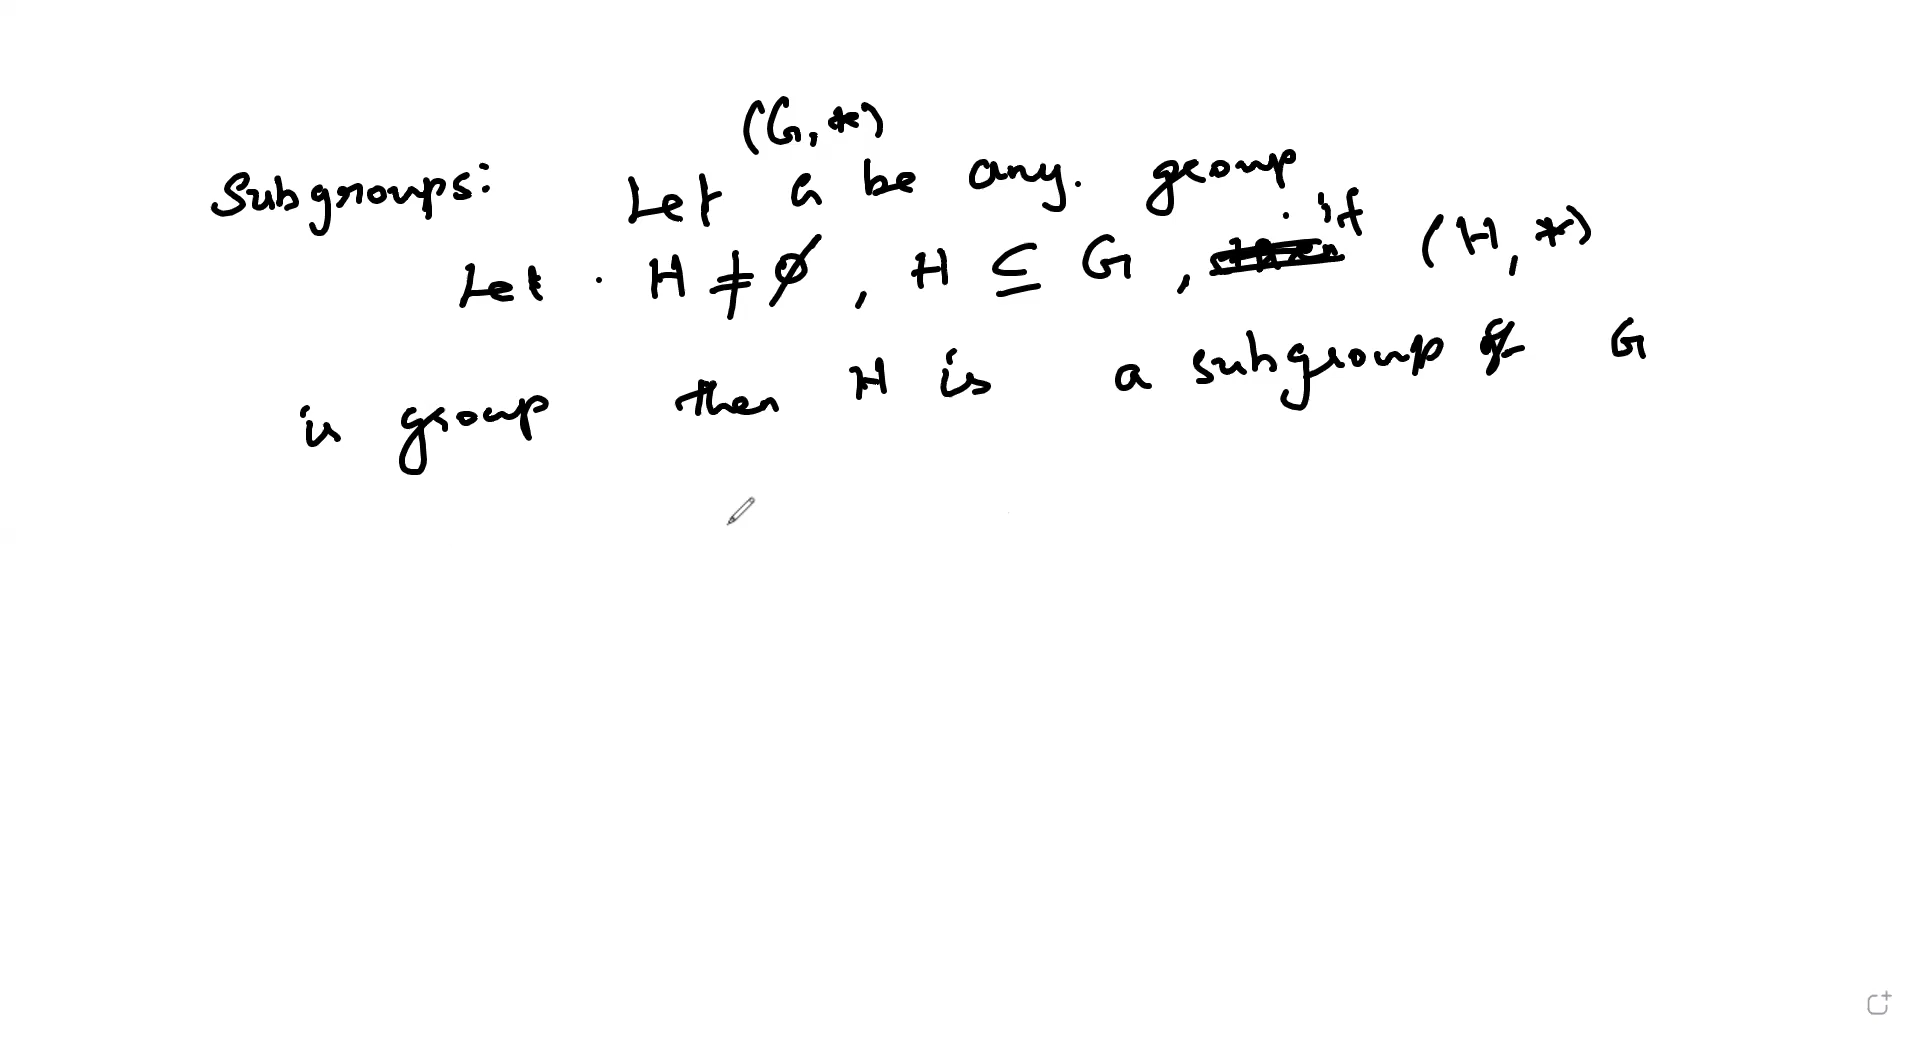 (G, *)
Subgroups: Let G be any. group
Let . H ≠ ∅, H ⊆ G, if (H, *)
is group then H is a subgroup of G